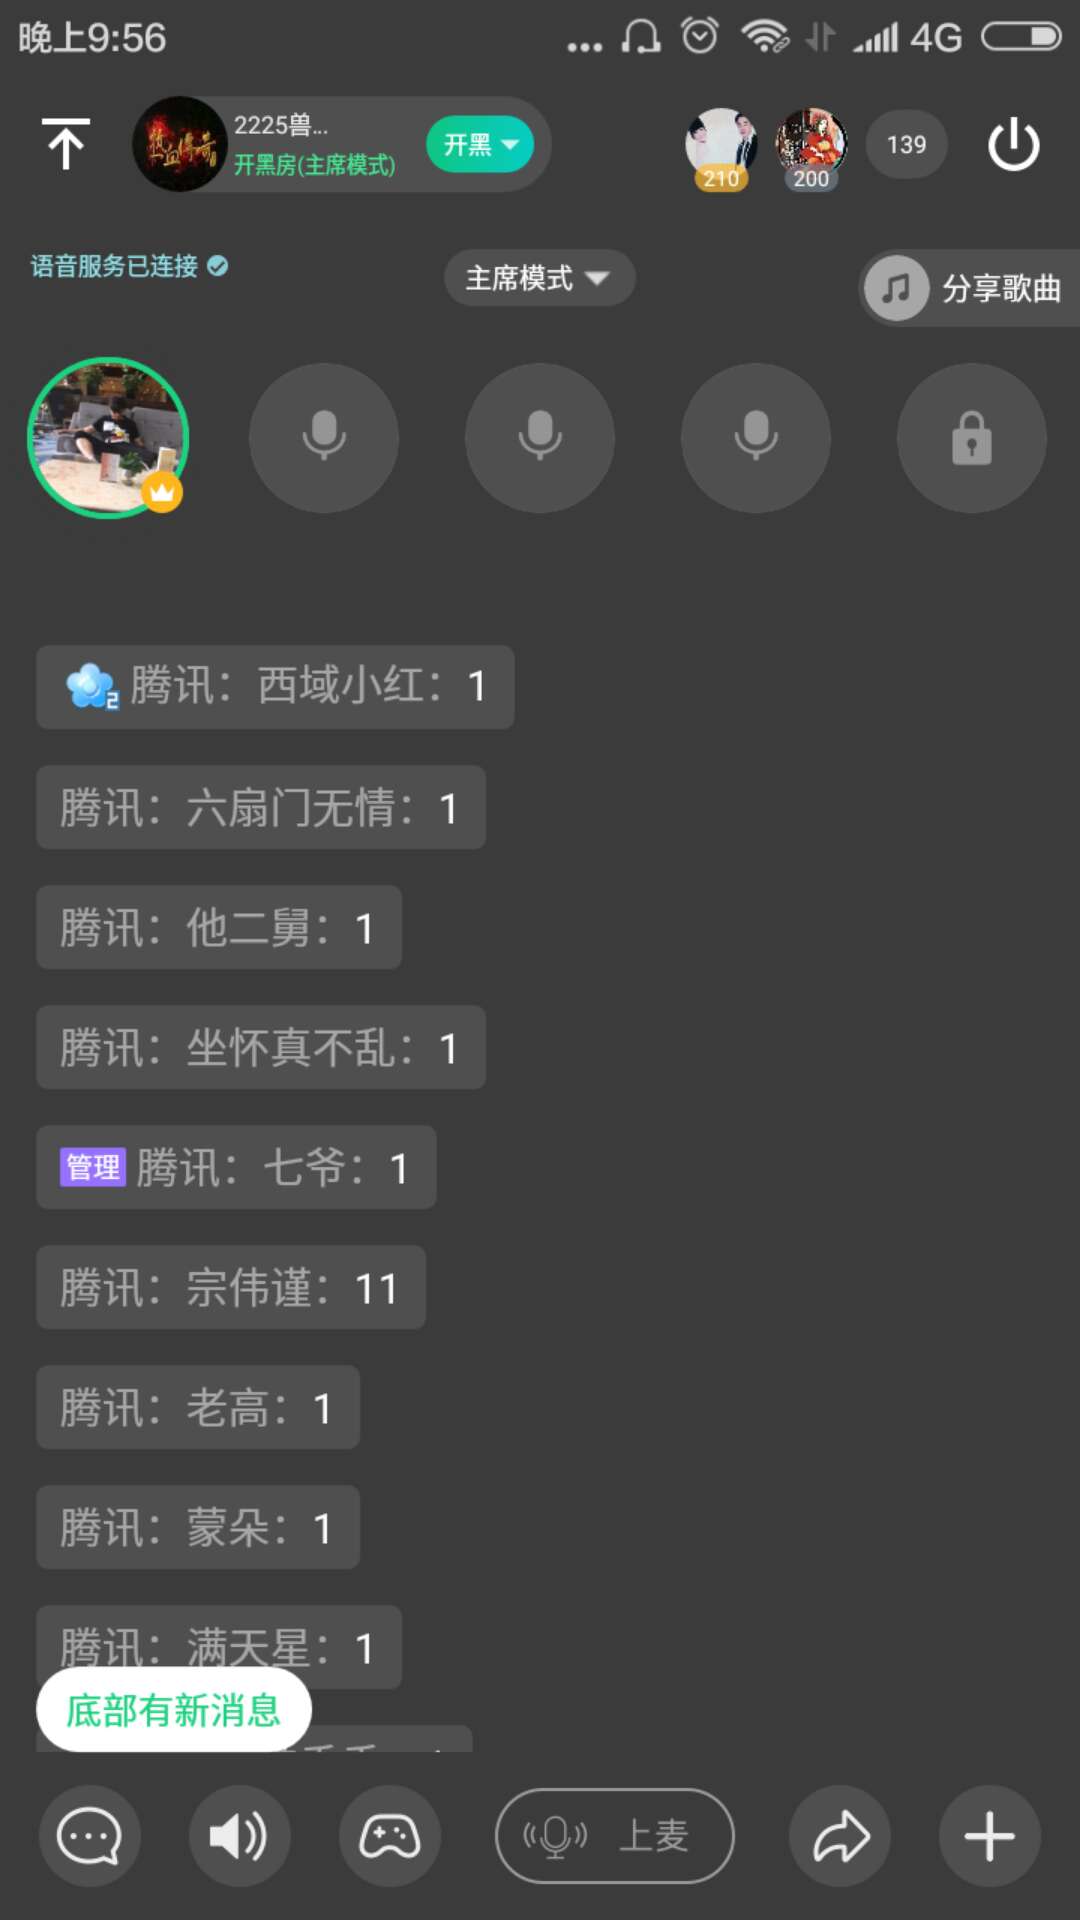 晚上9:56
4G
热血传奇
2225兽...
开黑房(主席模式)
开黑
210
200
139
语音服务已连接
主席模式
分享歌曲
2
腾讯：西域小红：1
腾讯：六扇门无情：1
腾讯：他二舅：1
腾讯：坐怀真不乱：1
管理 腾讯：七爷：1
腾讯：宗伟谨：11
腾讯：老高：1
腾讯：蒙朵：1
腾讯：满天星：1
底部有新消息
上麦